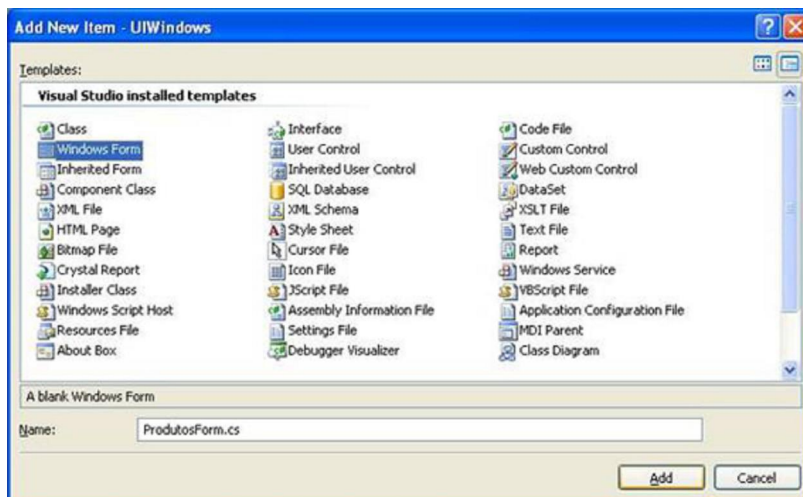 Add New Item - UIWindows
Templates:
Visual Studio installed templates
Class Interface Code File
Windows Form User Control Custom Control
Inherited Form Inherited User Control Web Custom Control
Component Class SQL Database DataSet
XML File XML Schema XSLT File
HTML Page Style Sheet Text File
Bitmap File Cursor File Report
Crystal Report Icon File Windows Service
Installer Class JScript File VBScript File
Windows Script Host Assembly Information File Application Configuration File
Resources File Settings File MDI Parent
About Box Debugger Visualizer Class Diagram
A blank Windows Form
Name: ProdutosForm.cs
Add Cancel